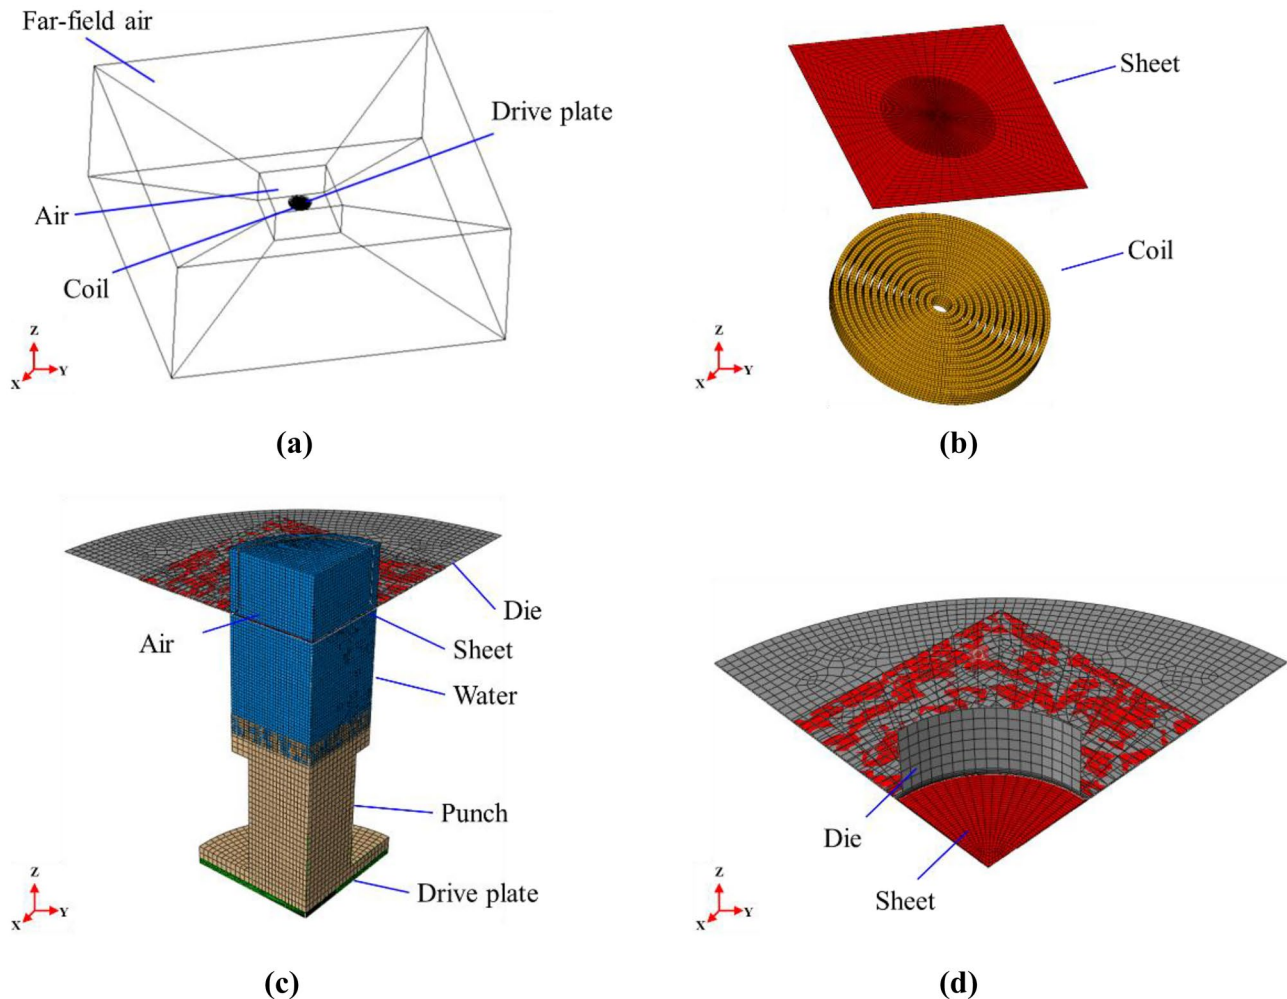 Far-field air
Drive plate
Air
Coil
Z
X
Y
(a)
Sheet
Coil
Z
X
Y
(b)
Die
Air
Sheet
Water
Punch
Drive plate
Z
X
Y
(c)
Die
Sheet
Z
X
Y
(d)